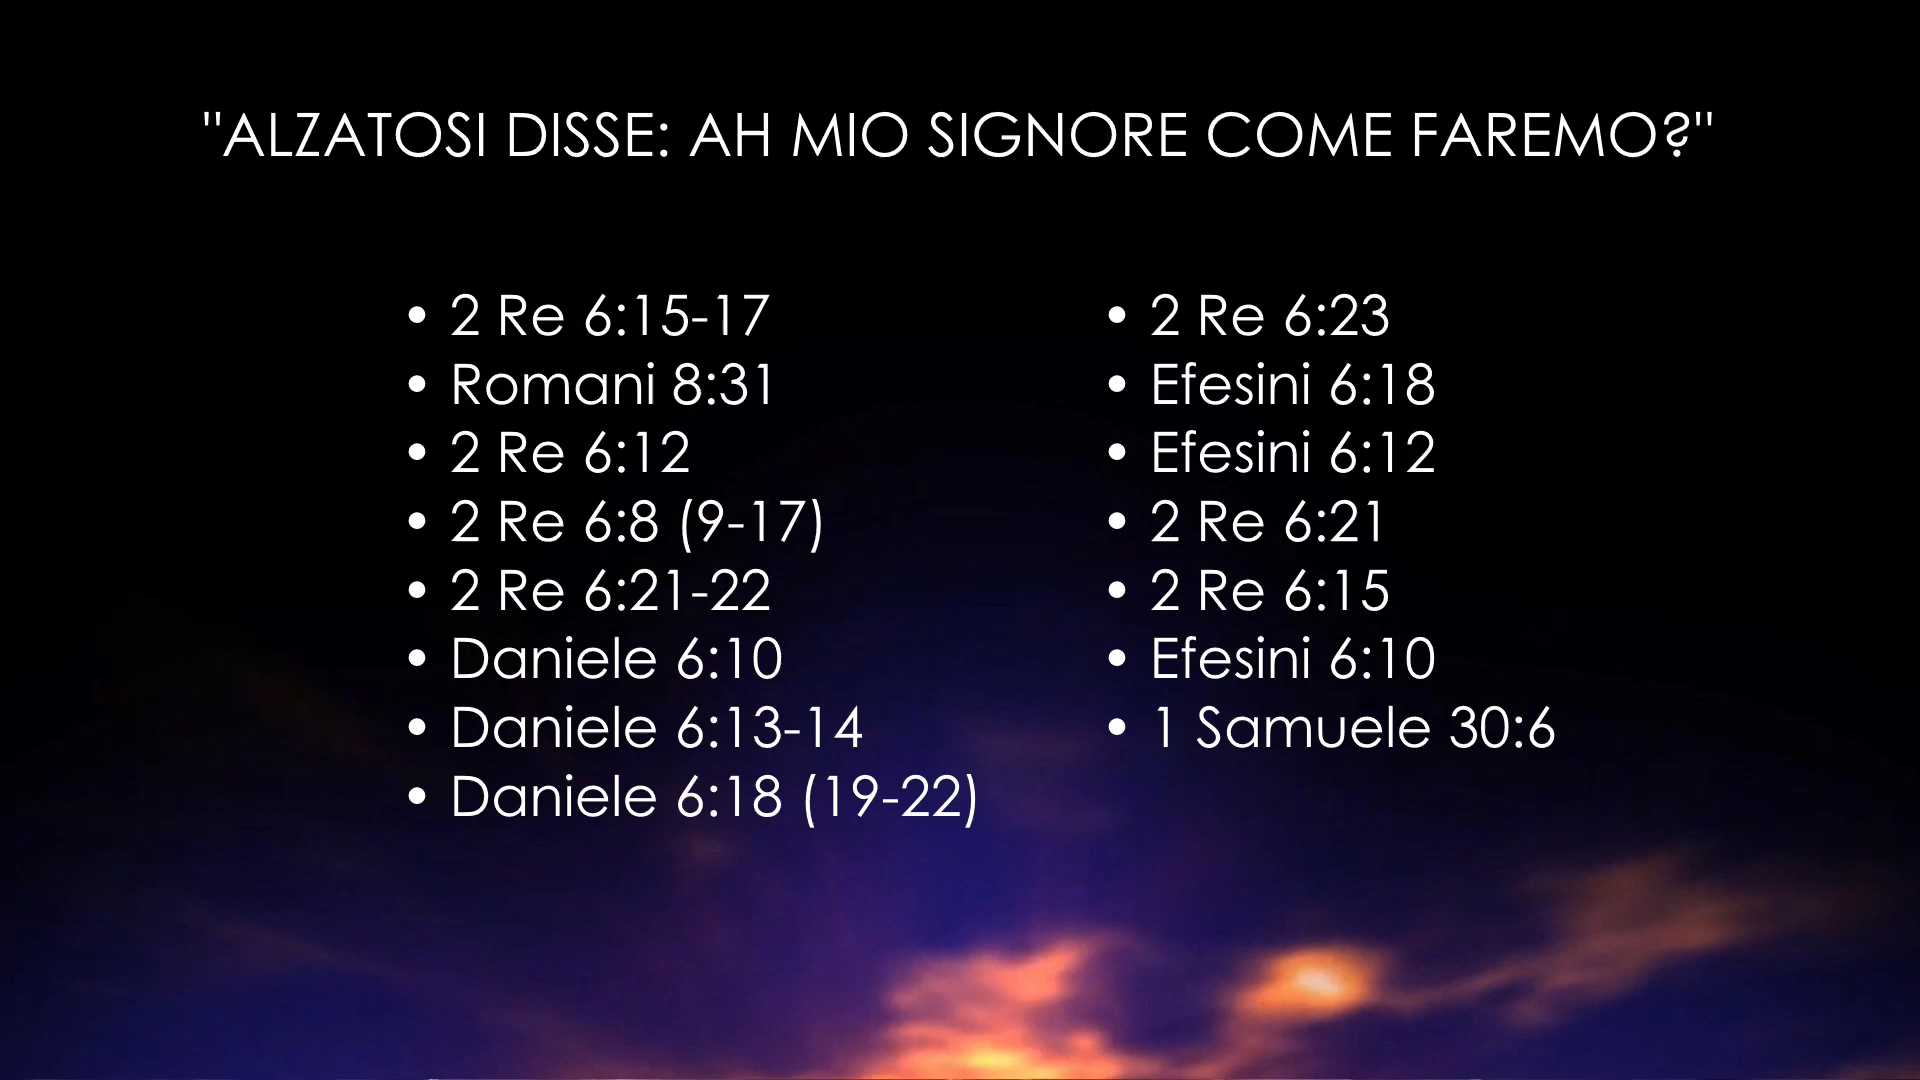 "ALZATOSI DISSE: AH MIO SIGNORE COME FAREMO?"
• 2 Re 6:15-17
• Romani 8:31
• 2 Re 6:12
• 2 Re 6:8 (9-17)
• 2 Re 6:21-22
• Daniele 6:10
• Daniele 6:13-14
• Daniele 6:18 (19-22)
• 2 Re 6:23
• Efesini 6:18
• Efesini 6:12
• 2 Re 6:21
• 2 Re 6:15
• Efesini 6:10
• 1 Samuele 30:6